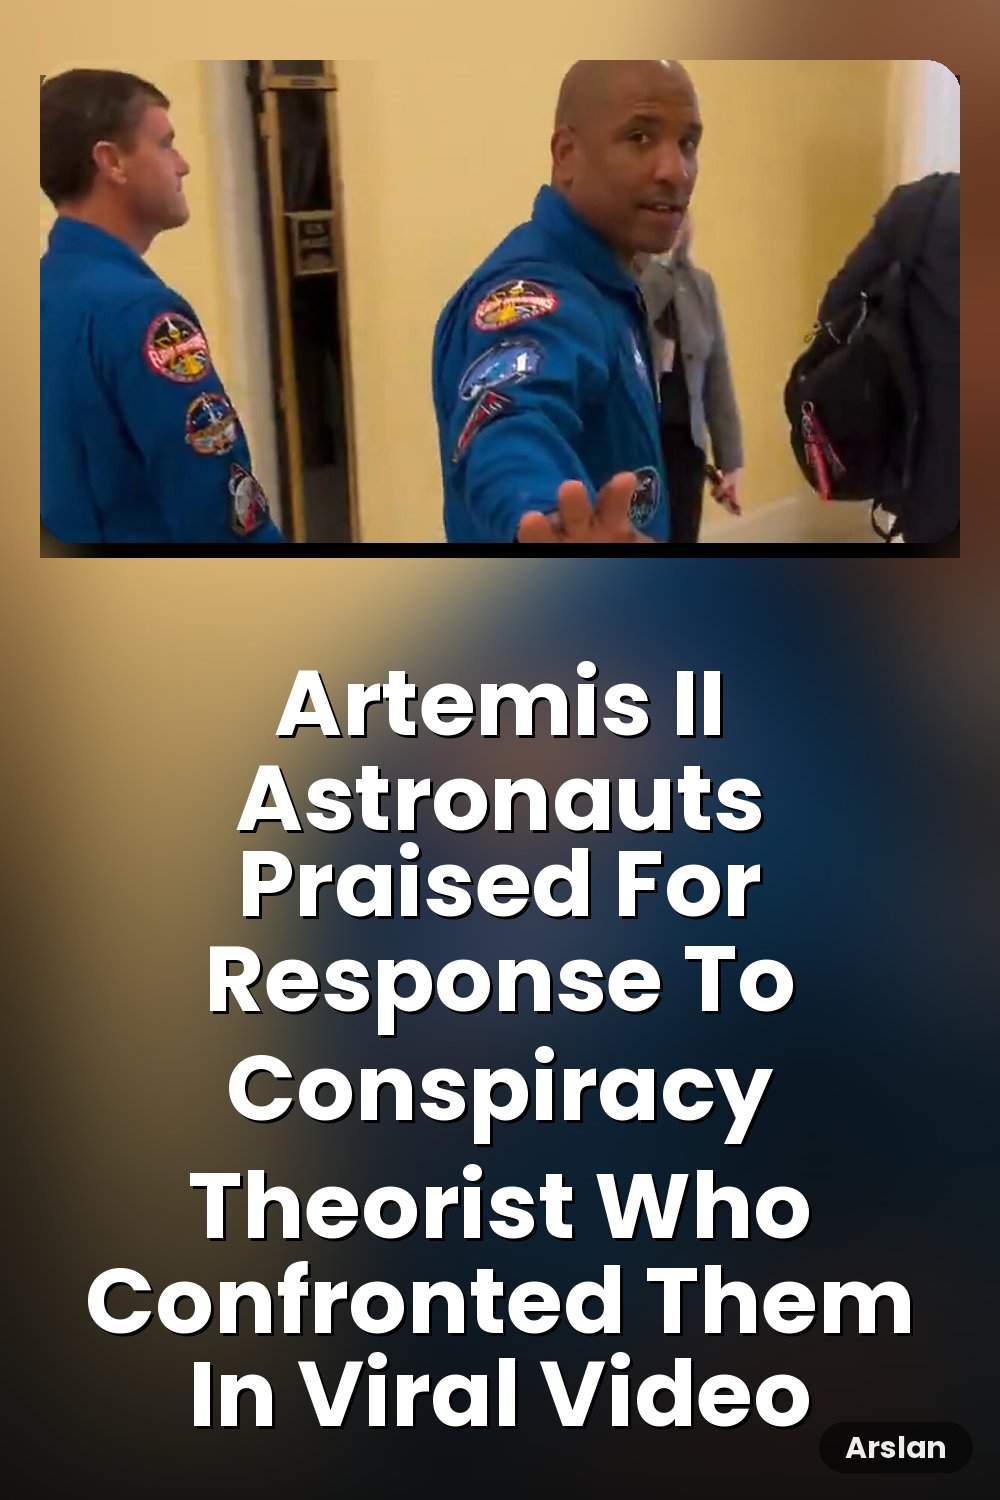 Artemis II
Astronauts
Praised For
Response To
Conspiracy
Theorist Who
Confronted Them
In Viral Video
Arslan